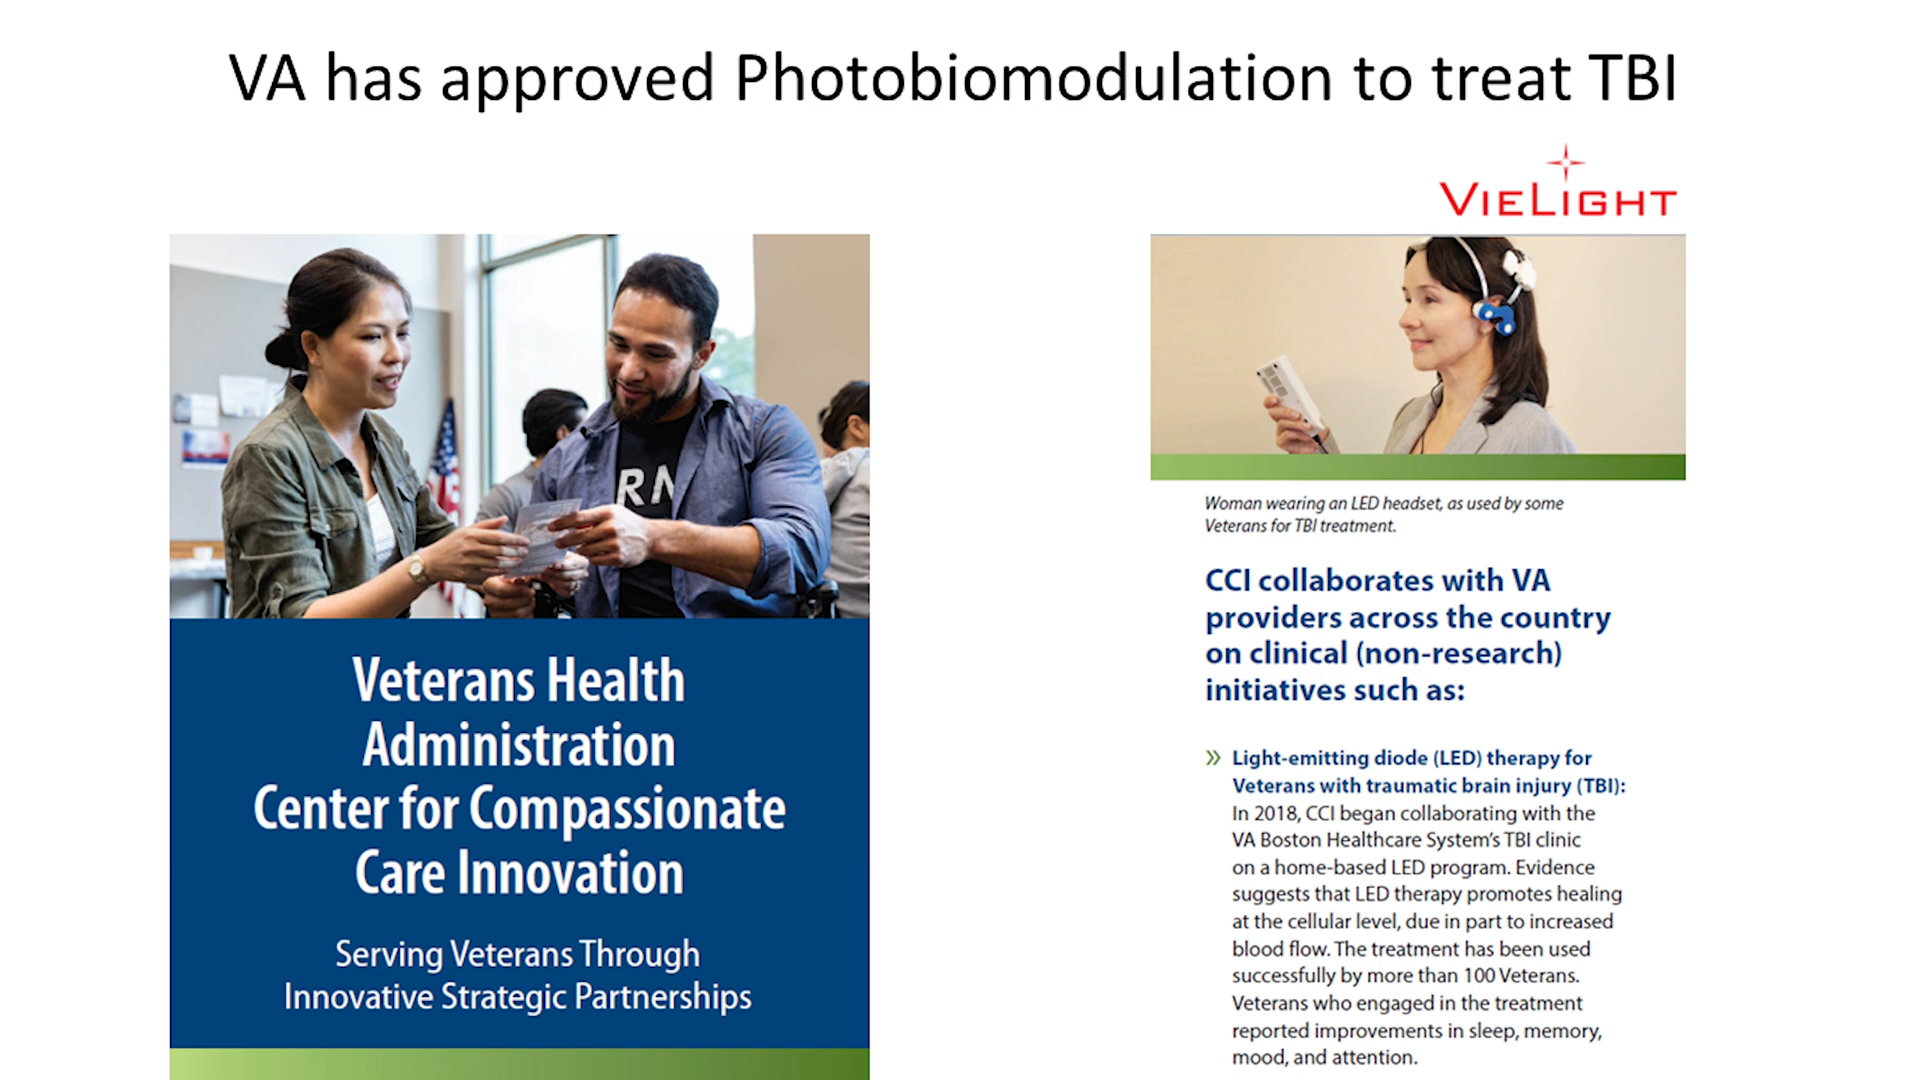 VA has approved Photobiomodulation to treat TBI
VIELIGHT
RN
Veterans Health
Administration
Center for Compassionate
Care Innovation
Serving Veterans Through
Innovative Strategic Partnerships
Woman wearing an LED headset, as used by some
Veterans for TBI treatment.
CCI collaborates with VA
providers across the country
on clinical (non-research)
initiatives such as:
» Light-emitting diode (LED) therapy for
Veterans with traumatic brain injury (TBI):
In 2018, CCI began collaborating with the
VA Boston Healthcare System's TBI clinic
on a home-based LED program. Evidence
suggests that LED therapy promotes healing
at the cellular level, due in part to increased
blood flow. The treatment has been used
successfully by more than 100 Veterans.
Veterans who engaged in the treatment
reported improvements in sleep, memory,
mood, and attention.